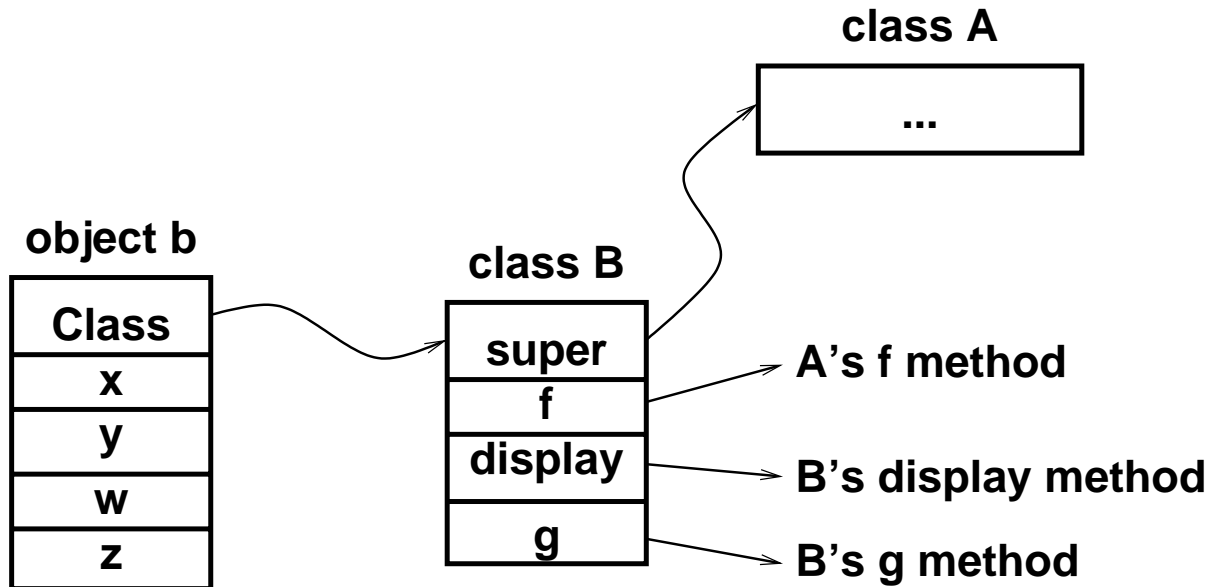 class A
...
object b
Class
x
y
w
z
class B
super
f
display
g
A's f method
B's display method
B's g method